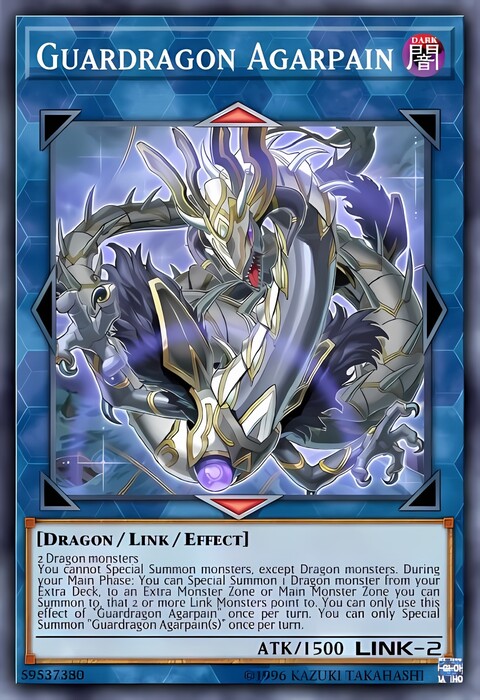 GUARDRAGON AGARPAIN
DARK
闇
[DRAGON / LINK / EFFECT]
2 Dragon monsters
You cannot Special Summon monsters, except Dragon monsters. During
your Main Phase: You can Special Summon 1 Dragon monster from your
Extra Deck, to an Extra Monster Zone or Main Monster Zone you can
Summon to, that 2 or more Link Monsters point to. You can only use this
effect of "Guardragon Agarpain" once per turn. You can only Special
Summon "Guardragon Agarpain(s)" once per turn.
ATK/1500 LINK-2
59537380
©1996 KAZUKI TAKAHASHI